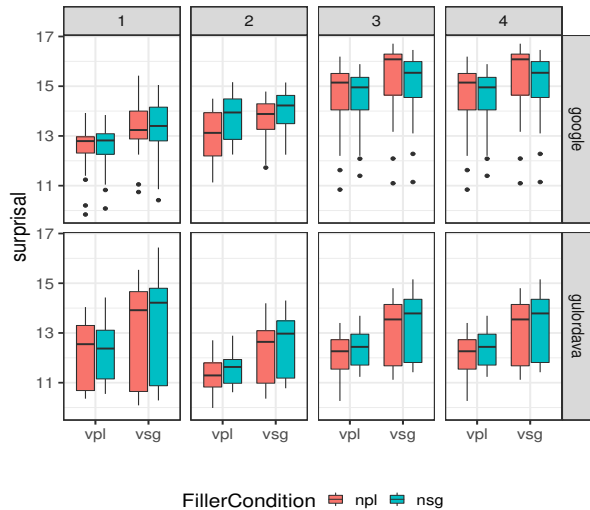 1 2 3 4
17
15
13
11
google
surprisal
17
15
13
11
gulordava
vpl vsg vpl vsg vpl vsg vpl vsg
FillerCondition npl nsg